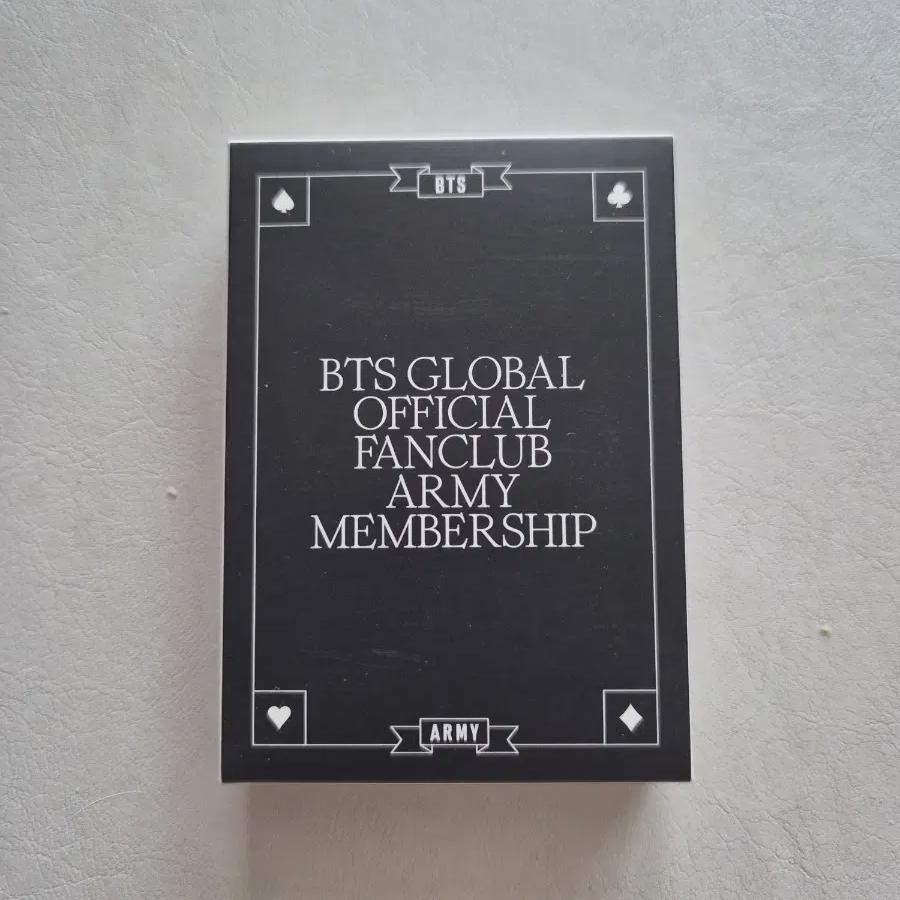 BTS
BTS GLOBAL
OFFICIAL
FANCLUB
ARMY
MEMBERSHIP
ARMY